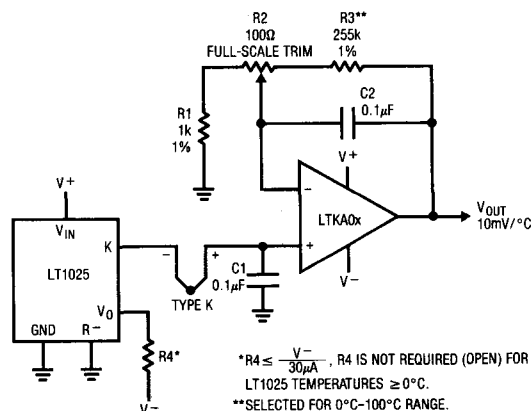 R2
100Ω
FULL-SCALE TRIM
R3**
255k
1%
R1
1k
1%
C2
0.1µF
V+
LTKA0x
−
+
V−
VOUT
10mV/°C
V+
VIN
K
LT1025
VO
GND
R−
−
+
TYPE K
C1
0.1µF
R4*
V−
*R4 ≤ V−/30µA, R4 IS NOT REQUIRED (OPEN) FOR
LT1025 TEMPERATURES ≥0°C.
**SELECTED FOR 0°C–100°C RANGE.